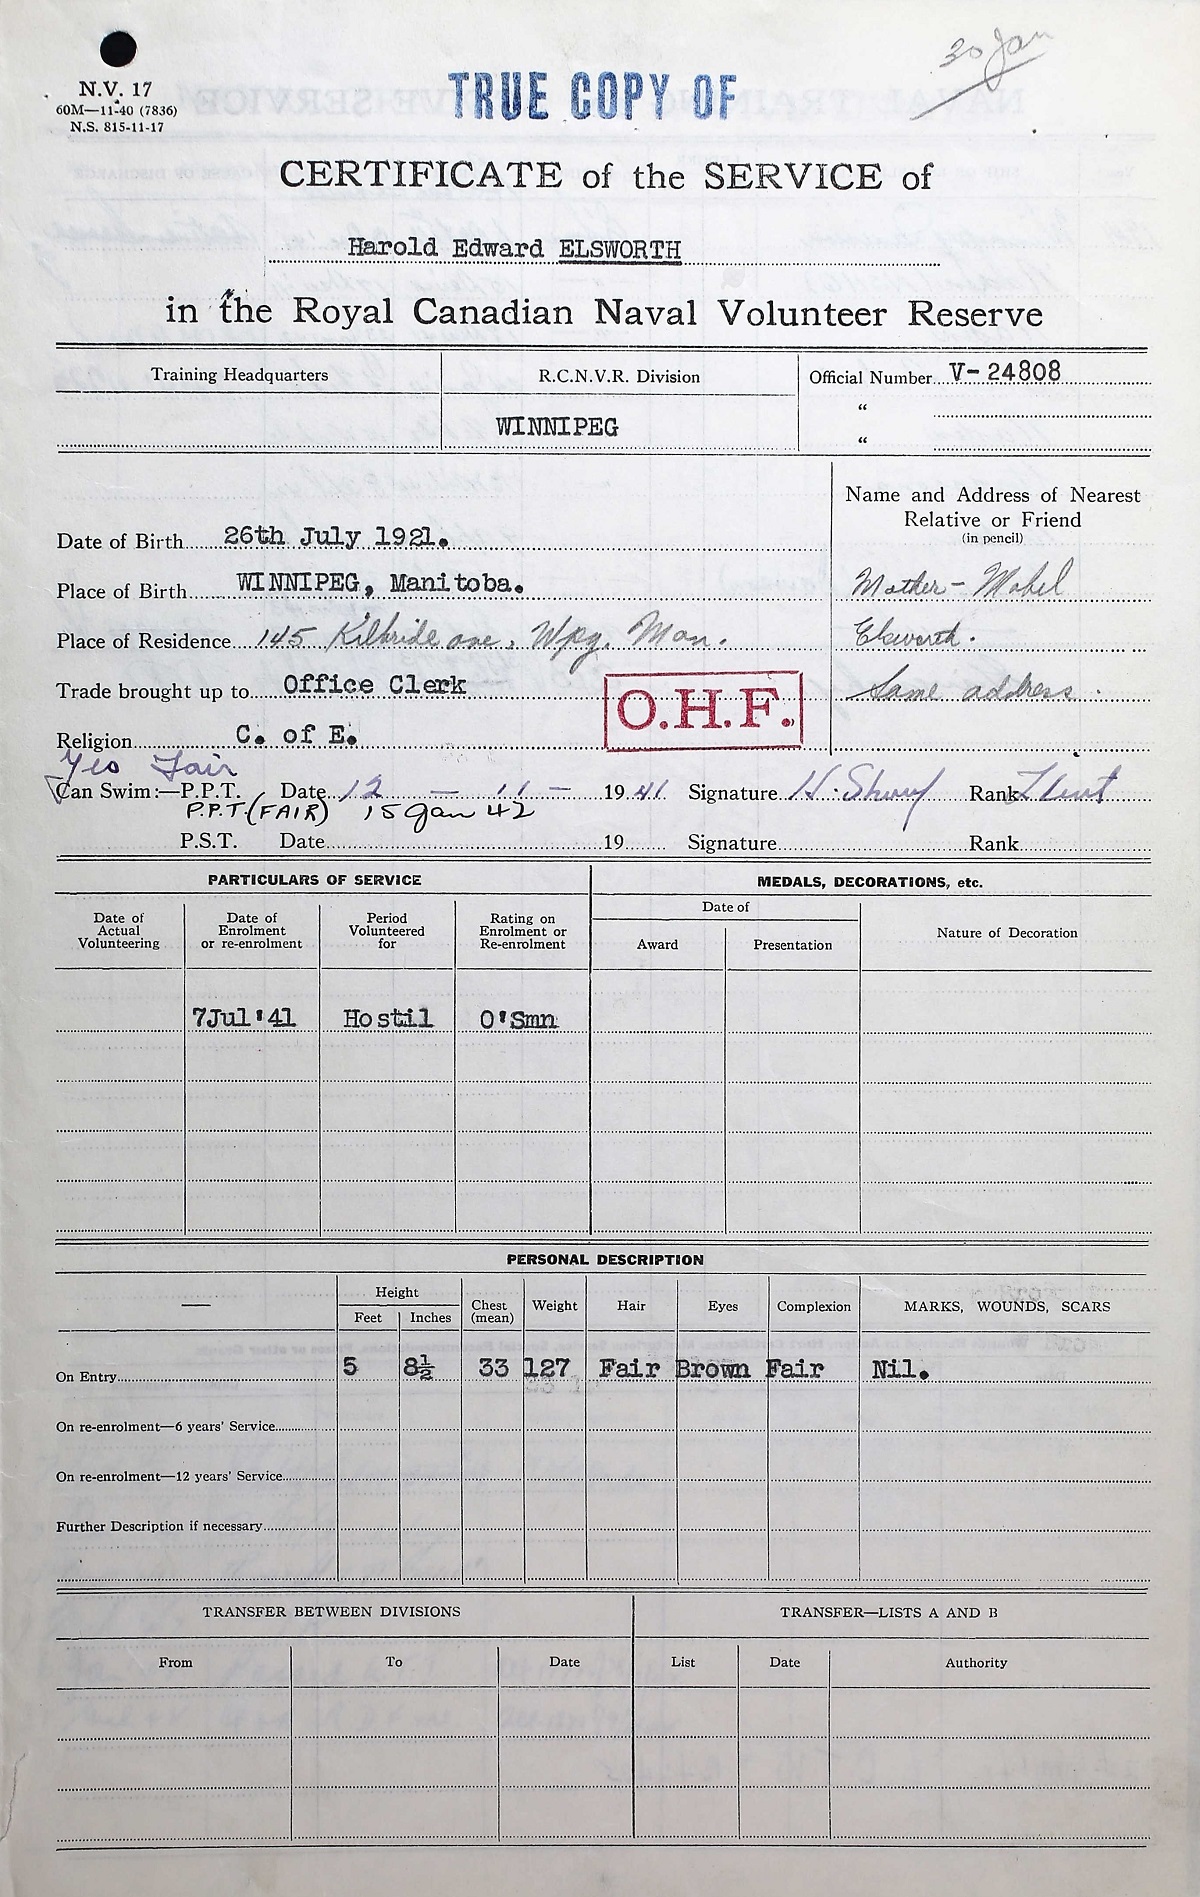 30 Jan
N.V. 17
60M—11-40 (7836)
N.S. 815-11-17
TRUE COPY OF
CERTIFICATE of the SERVICE of
Harold Edward ELSWORTH
in the Royal Canadian Naval Volunteer Reserve
Training Headquarters
R.C.N.V.R. Division
Official Number V-24808
WINNIPEG
“
“
Name and Address of Nearest
Relative or Friend
(in pencil)
Date of Birth 26th July 1921.
Place of Birth WINNIPEG, Manitoba.
Mother - Mabel
Place of Residence 145 Kilbride ave, Wpg. Man.
Elsworth.
Trade brought up to Office Clerk
O.H.F.
Same address.
Religion C. of E.
Yes Fair
Can Swim:—P.P.T. Date 12 - 11 - 1941 Signature H. Rank Lieut
P.P.T. (FAIR) 15 Jan 42
P.S.T. Date 19 Signature Rank
PARTICULARS OF SERVICE
MEDALS, DECORATIONS, etc.
Date of Actual Volunteering
Date of Enrolment or re-enrolment
Period Volunteered for
Rating on Enrolment or Re-enrolment
Date of
Award
Presentation
Nature of Decoration
7Jul'41 Hostil O'Smn
PERSONAL DESCRIPTION
—
Height
Feet Inches
Chest (mean)
Weight
Hair
Eyes
Complexion
MARKS, WOUNDS, SCARS
On Entry 5 8½ 33 127 Fair Brown Fair Nil.
On re-enrolment—6 years' Service
On re-enrolment—12 years' Service
Further Description if necessary
TRANSFER BETWEEN DIVISIONS
TRANSFER—LISTS A AND B
From To Date List Date Authority